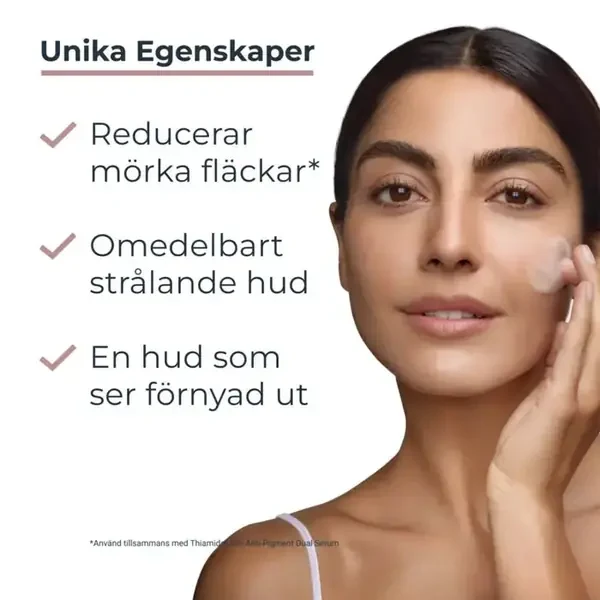 Unika Egenskaper
Reducerar
mörka fläckar*
Omedelbart
strålande hud
En hud som
ser förnyad ut
*Använd tillsammans med Anti-Pigment Dual Serum